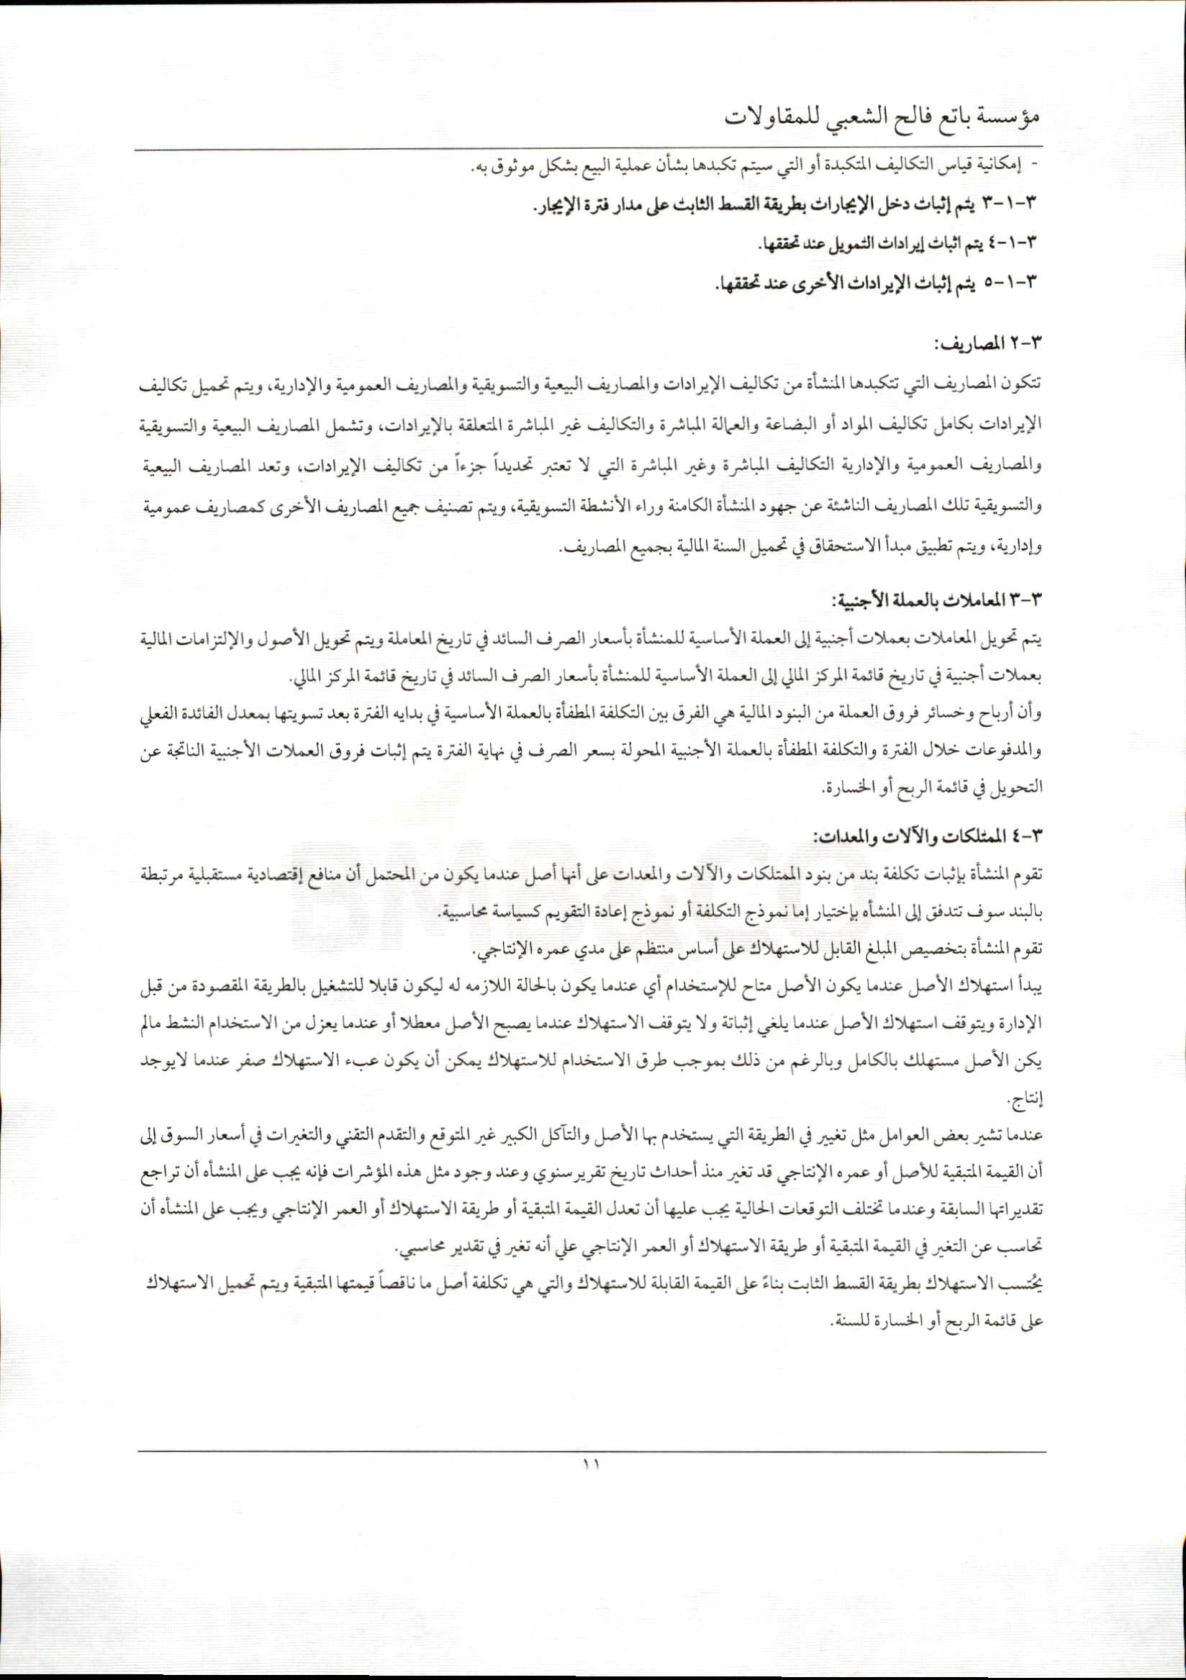 مؤسسة باتع فالح الشعبي للمقاولات
- إمكانية قياس التكاليف المتكبدة أو التي سيتم تكبدها بشأن عملية البيع بشكل موثوق به.
٣-١-٣ يتم إثبات دخل الإيجارات بطريقة القسط الثابت على مدار فترة الإيجار.
٣-١-٤ يتم اثبات إيرادات التمويل عند تحققها.
٣-١-٥ يتم إثبات الإيرادات الأخرى عند تحققها.
٣-٢ المصاريف:
تتكون المصاريف التي تتكبدها المنشأة من تكاليف الإيرادات والمصاريف البيعية والتسويقية والمصاريف العمومية والإدارية، ويتم تحميل تكاليف
الإيرادات بكامل تكاليف المواد أو البضاعة والعمالة المباشرة والتكاليف غير المباشرة المتعلقة بالإيرادات، وتشمل المصاريف البيعية والتسويقية
والمصاريف العمومية والإدارية التكاليف المباشرة وغير المباشرة التي لا تعتبر تحديداً جزءاً من تكاليف الإيرادات، وتعد المصاريف البيعية
والتسويقية تلك المصاريف الناشئة عن جهود المنشأة الكامنة وراء الأنشطة التسويقية، ويتم تصنيف جميع المصاريف الأخرى كمصاريف عمومية
وإدارية، ويتم تطبيق مبدأ الاستحقاق في تحميل السنة المالية بجميع المصاريف.
٣-٣ المعاملات بالعملة الأجنبية:
يتم تحويل المعاملات بعملات أجنبية إلى العملة الأساسية للمنشأة بأسعار الصرف السائد في تاريخ المعاملة ويتم تحويل الأصول والإلتزامات المالية
بعملات أجنبية في تاريخ قائمة المركز المالي إلى العملة الأساسية للمنشأة بأسعار الصرف السائد في تاريخ قائمة المركز المالي.
وأن أرباح وخسائر فروق العملة من البنود المالية هي الفرق بين التكلفة المطفأة بالعملة الأساسية في بدايه الفترة بعد تسويتها بمعدل الفائدة الفعلي
والمدفوعات خلال الفترة والتكلفة المطفأة بالعملة الأجنبية المحولة بسعر الصرف في نهاية الفترة يتم إثبات فروق العملات الأجنبية الناتجة عن
التحويل في قائمة الربح أو الخسارة.
٣-٤ الممتلكات والآلات والمعدات:
تقوم المنشأة بإثبات تكلفة بند من بنود الممتلكات والآلات والمعدات على أنها أصل عندما يكون من المحتمل أن منافع إقتصادية مستقبلية مرتبطة
بالبند سوف تتدفق إلى المنشأه بإختيار إما نموذج التكلفة أو نموذج إعادة التقويم كسياسة محاسبية.
تقوم المنشأة بتخصيص المبلغ القابل للاستهلاك على أساس منتظم على مدي عمره الإنتاجي.
يبدأ استهلاك الأصل عندما يكون الأصل متاح للإستخدام أي عندما يكون بالحالة اللازمه له ليكون قابلا للتشغيل بالطريقة المقصودة من قبل
الإدارة ويتوقف استهلاك الأصل عندما يلغي إثباتة ولا يتوقف الاستهلاك عندما يصبح الأصل معطلا أو عندما يعزل من الاستخدام النشط مالم
يكن الأصل مستهلك بالكامل وبالرغم من ذلك بموجب طرق الاستخدام للاستهلاك يمكن أن يكون عبء الاستهلاك صفر عندما لايوجد
إنتاج.
عندما تشير بعض العوامل مثل تغيير في الطريقة التي يستخدم بها الأصل والتآكل الكبير غير المتوقع والتقدم التقني والتغيرات في أسعار السوق إلى
أن القيمة المتبقية للأصل أو عمره الإنتاجي قد تغير منذ أحداث تاريخ تقرير سنوي وعند وجود مثل هذه المؤشرات فإنه يجب على المنشأه أن تراجع
تقديراتها السابقة وعندما تختلف التوقعات الحالية يجب عليها أن تعدل القيمة المتبقية أو طريقة الاستهلاك أو العمر الإنتاجي ويجب على المنشأه أن
تحاسب عن التغير في القيمة المتبقية أو طريقة الاستهلاك أو العمر الإنتاجي علي أنه تغير في تقدير محاسبي.
يحُتسب الاستهلاك بطريقة القسط الثابت بناءً على القيمة القابلة للاستهلاك والتي هي تكلفة أصل ما ناقصاً قيمتها المتبقية ويتم تحميل الاستهلاك
على قائمة الربح أو الخسارة للسنة.
١١